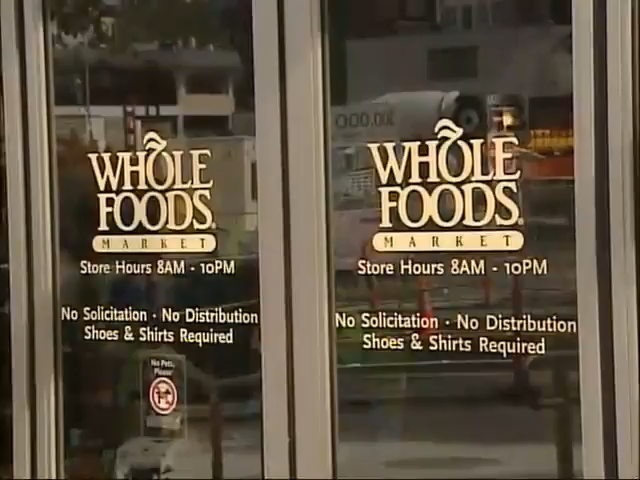 WHOLE
FOODS
MARKET
Store Hours 8AM - 10PM
No Solicitation · No Distribution
Shoes & Shirts Required
No Pets,
Please
WHOLE
FOODS
MARKET
Store Hours 8AM - 10PM
No Solicitation · No Distribution
Shoes & Shirts Required